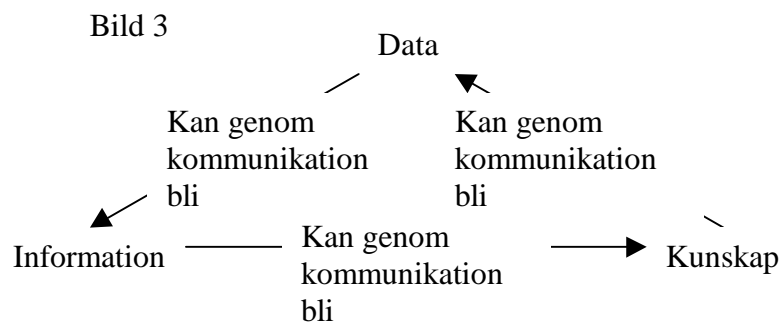 Bild 3
Data
Kan genom
kommunikation
bli
Kan genom
kommunikation
bli
Information
Kan genom
kommunikation
bli
Kunskap